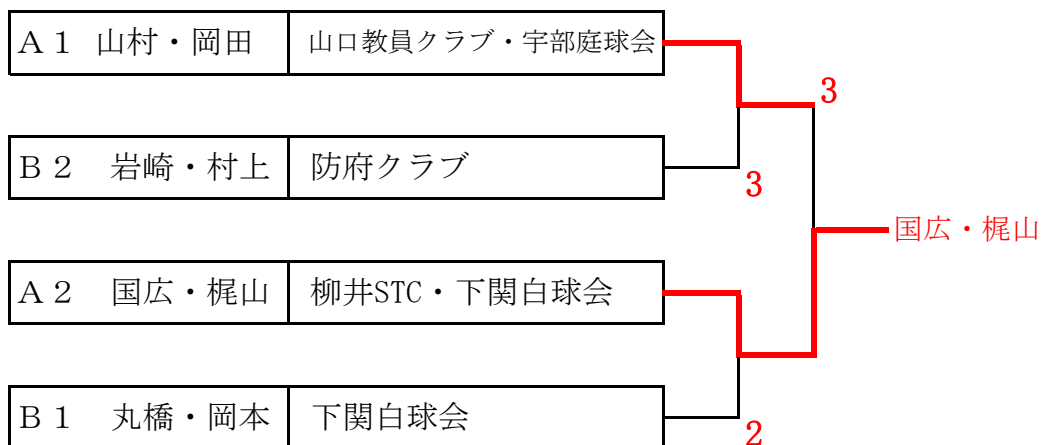 Ａ１ 山村・岡田 山口教員クラブ・宇部庭球会
3
Ｂ２ 岩崎・村上 防府クラブ
3
国広・梶山
Ａ２ 国広・梶山 柳井STC・下関白球会
Ｂ１ 丸橋・岡本 下関白球会
2